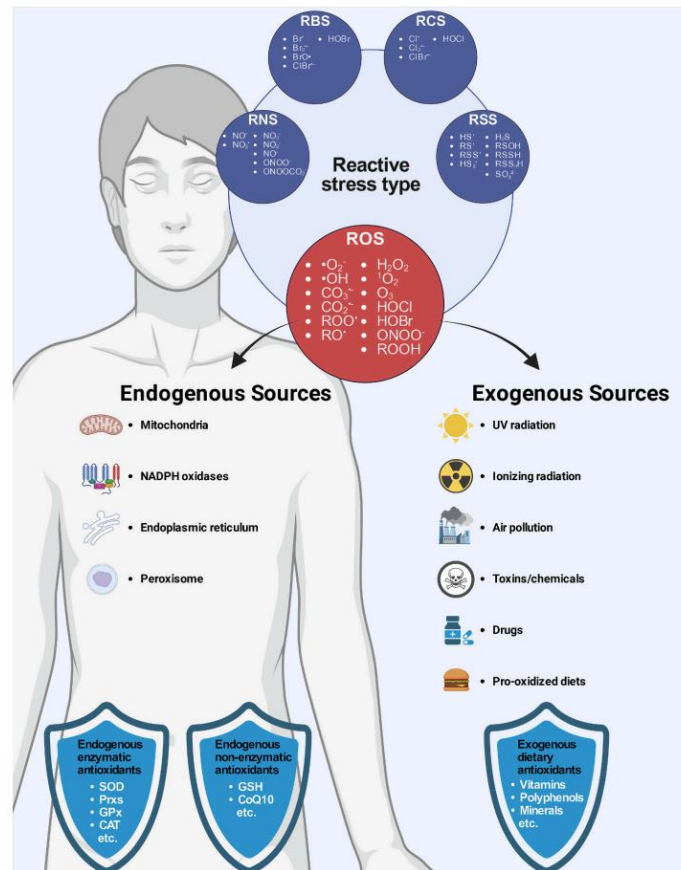 RBS
• Br• • HOBr
• Br₂•⁻
• BrO•
• ClBr•⁻
RCS
• Cl• • HOCl
• Cl₂•⁻
• ClBr•⁻
RNS
• NO• • NO₂⁻
• NO₂• • NO₂
• NO⁻
• ONOO⁻
• ONOOCO₂⁻
RSS
• HS• • H₂S
• RS• • RSOH
• RSS• • RSSH
• HS₂• • RSS₂H
• SO₃²
Reactive
stress type
ROS
• •O₂⁻ • H₂O₂
• •OH • ¹O₂
• CO₃•⁻ • O₃
• CO₂•⁻ • HOCl
• ROO• • HOBr
• RO• • ONOO⁻
• ROOH
Endogenous Sources
• Mitochondria
• NADPH oxidases
• Endoplasmic reticulum
• Peroxisome
Exogenous Sources
• UV radiation
• Ionizing radiation
• Air pollution
• Toxins/chemicals
• Drugs
• Pro-oxidized diets
Endogenous
enzymatic
antioxidants
• SOD
• Prxs
• GPx
• CAT
etc.
Endogenous
non-enzymatic
antioxidants
• GSH
• CoQ10
etc.
Exogenous
dietary
antioxidants
• Vitamins
• Polyphenols
• Minerals
etc.